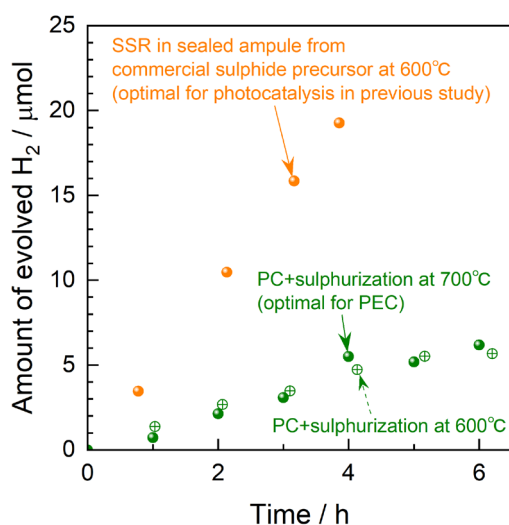 25
20
15
10
5
0
Amount of evolved H₂ / μmol
SSR in sealed ampule from
commercial sulphide precursor at 600°C
(optimal for photocatalysis in previous study)
PC+sulphurization at 700°C
(optimal for PEC)
PC+sulphurization at 600°C
0 2 4 6
Time / h